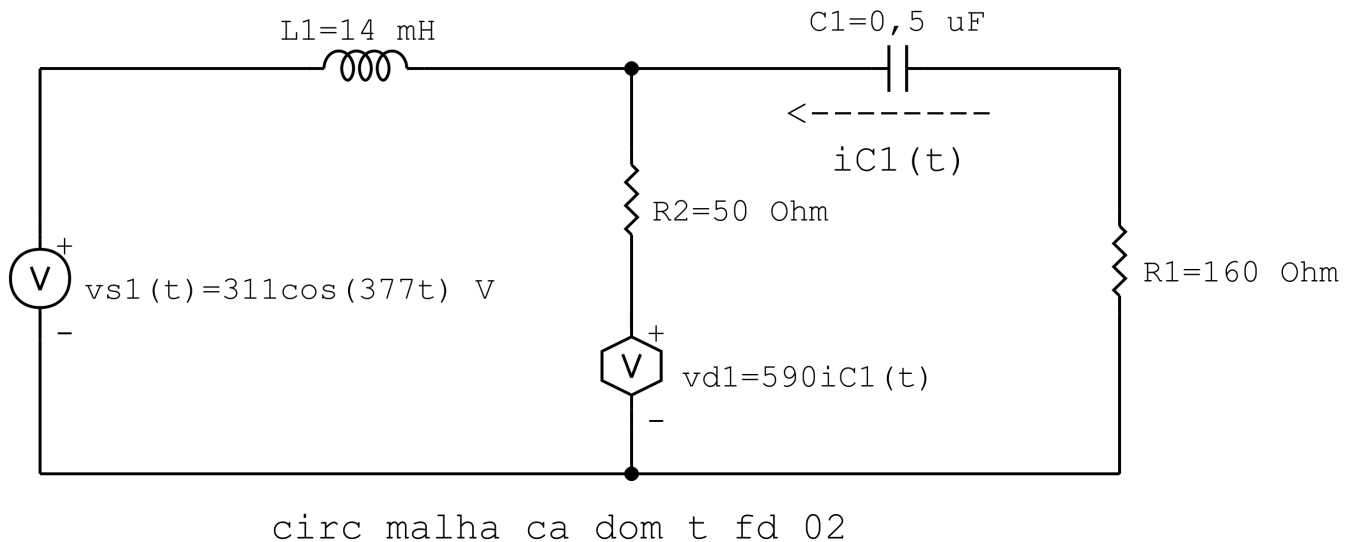 L1=14 mH
C1=0,5 uF
<---------
iC1(t)
R2=50 Ohm
+
V
vs1(t)=311cos(377t) V
-
R1=160 Ohm
+
V
vd1=590iC1(t)
-
circ malha ca dom t fd 02